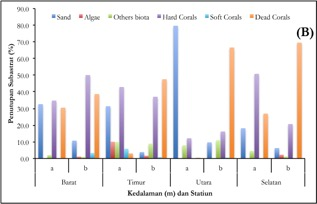 Sand Algae Others biota Hard Corals Soft Corals Dead Corals
(B)
Penutupan Substrat (%)
90.0
80.0
70.0
60.0
50.0
40.0
30.0
20.0
10.0
0.0
a b a b a b a b
Barat Timur Utara Selatan
Kedalaman (m) dan Statiun